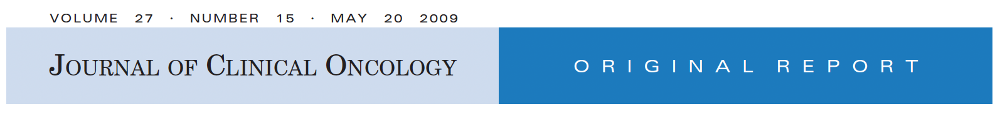 VOLUME 27 · NUMBER 15 · MAY 20 2009
JOURNAL OF CLINICAL ONCOLOGY
ORIGINAL REPORT